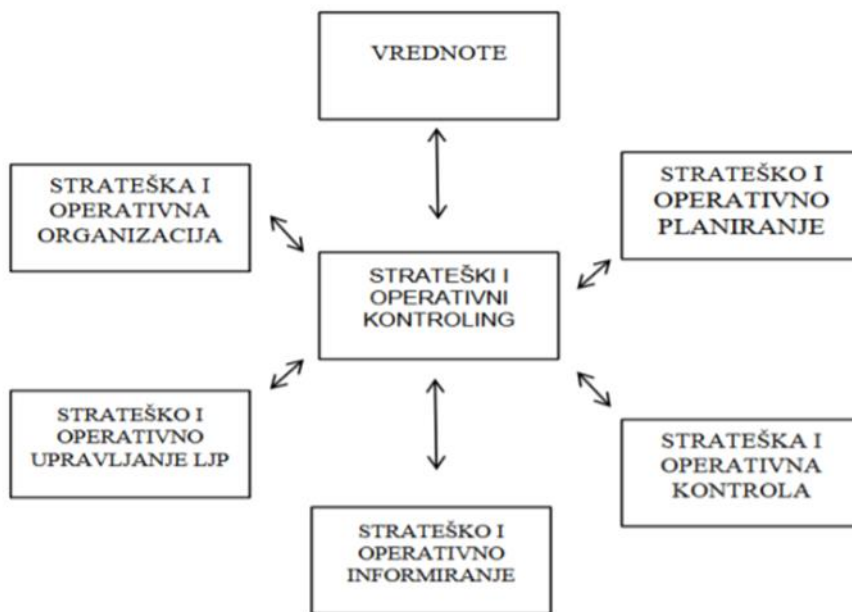 VREDNOTE
STRATEŠKA I
OPERATIVNA
ORGANIZACIJA
STRATEŠKO I
OPERATIVNO
PLANIRANJE
STRATEŠKI I
OPERATIVNI
KONTROLING
STRATEŠKO I
OPERATIVNO
UPRAVLJANJE LJP
STRATEŠKA I
OPERATIVNA
KONTROLA
STRATEŠKO I
OPERATIVNO
INFORMIRANJE